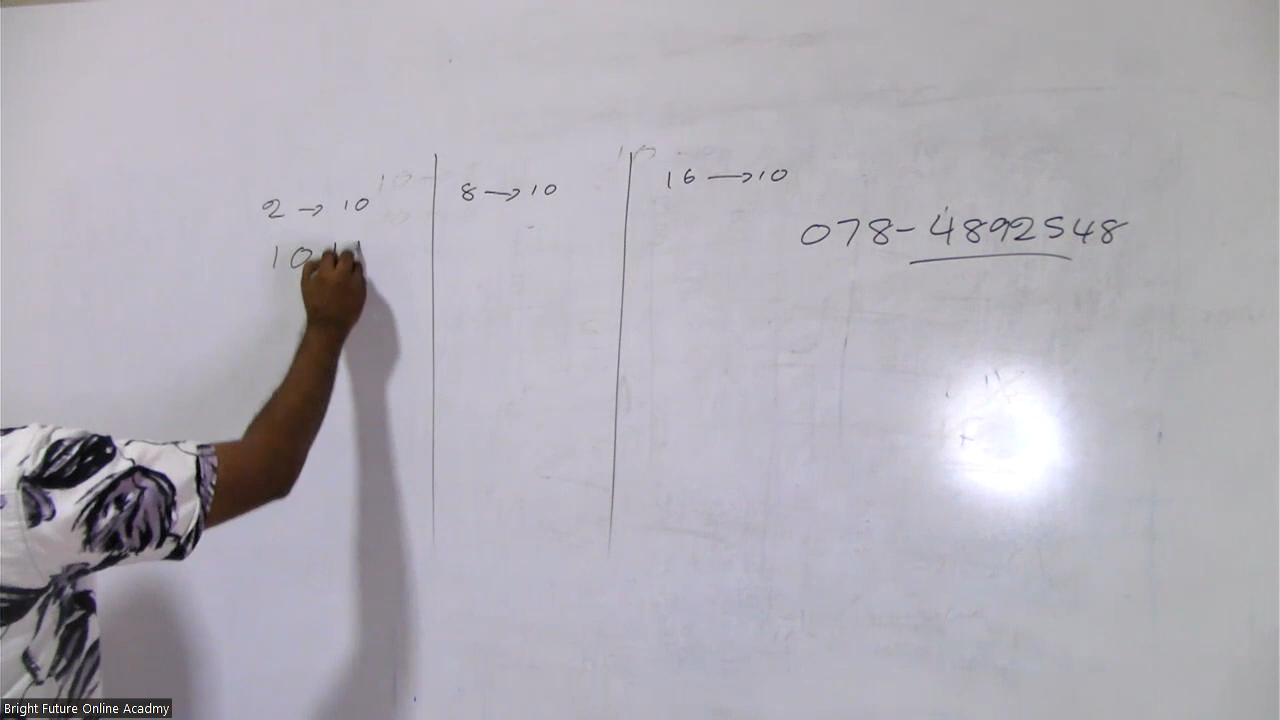 2 → 10
8 → 10
16 → 10
078-4892548
Bright Future Online Acadmy